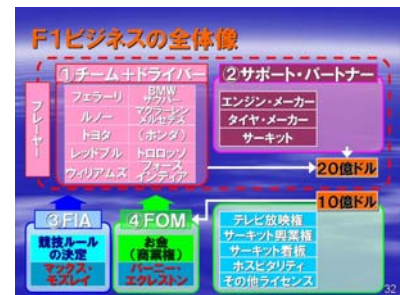 F1ビジネスの全体像
①チーム+ドライバー
プレーヤー
フェラーリ
BMW
ザウバー
ルノー
マクラーレン
メルセデス
トヨタ
(ホンダ)
レッドブル
トロロッソ
ウィリアムズ
フォース
インディア
②サポート・パートナー
エンジン・メーカー
タイヤ・メーカー
サーキット
20億ドル
10億ドル
③FIA
競技ルール
の決定
マックス・
モズレイ
④FOM
お金
(商業権)
バーニー・
エクレストン
テレビ放映権
サーキット興業権
サーキット看板
ホスピタリティ
その他ライセンス
32